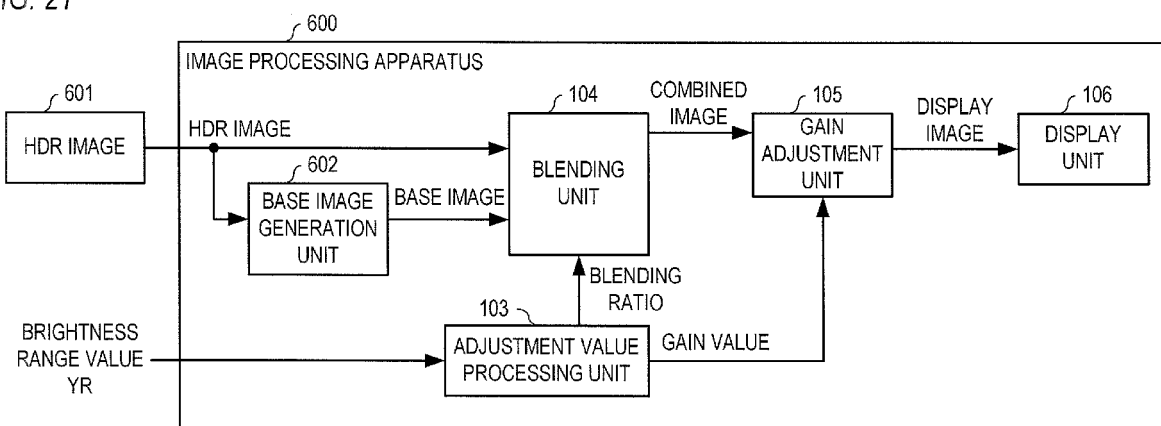 600
IMAGE PROCESSING APPARATUS
601
HDR IMAGE
HDR IMAGE
602
BASE IMAGE
GENERATION
UNIT
BASE IMAGE
104
BLENDING
UNIT
COMBINED
IMAGE
105
GAIN
ADJUSTMENT
UNIT
DISPLAY
IMAGE
106
DISPLAY
UNIT
BLENDING
RATIO
BRIGHTNESS
RANGE VALUE
YR
103
ADJUSTMENT VALUE
PROCESSING UNIT
GAIN VALUE